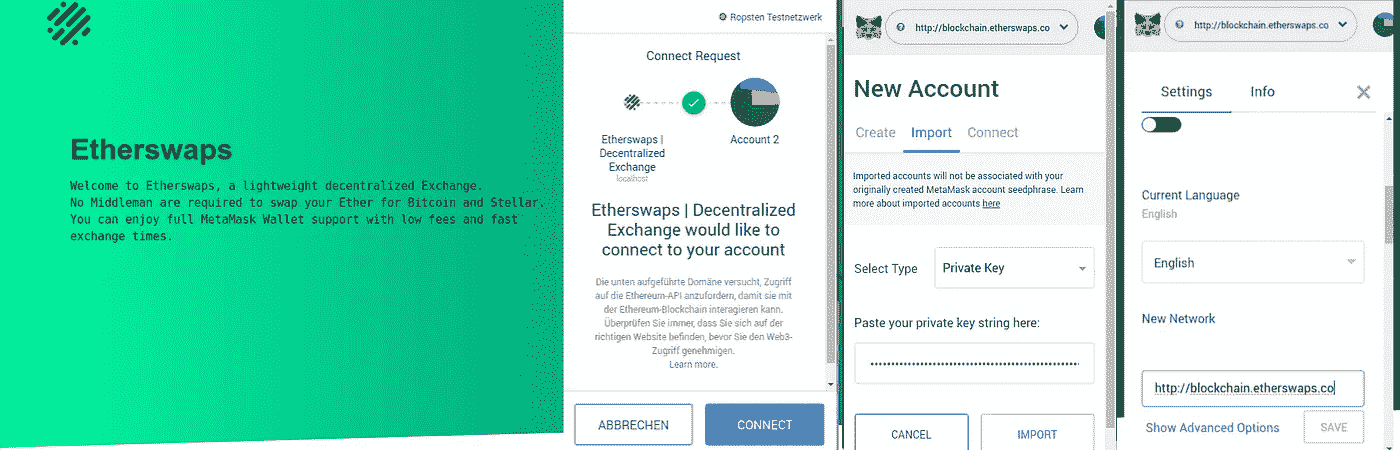 Etherswaps
Welcome to Etherswaps, a lightweight decentralized Exchange.
No Middleman are required to swap your Ether for Bitcoin and Stellar.
You can enjoy full MetaMask Wallet support with low fees and fast
exchange times.
Ropsten Testnetzwerk
Connect Request
Etherswaps |
Decentralized
Exchange
localhost
Account 2
Etherswaps | Decentralized
Exchange would like to
connect to your account
Die unten aufgeführte Domäne versucht, Zugriff
auf die Ethereum-API anzufordern, damit sie mit
der Ethereum-Blockchain interagieren kann.
Überprüfen Sie immer, dass Sie sich auf der
richtigen Website befinden, bevor Sie den Web3-
Zugriff genehmigen.
Learn more.
ABBRECHEN
CONNECT
http://blockchain.etherswaps.co
New Account
Create Import Connect
Imported accounts will not be associated with your
originally created MetaMask account seedphrase. Learn
more about imported accounts here
Select Type
Private Key
Paste your private key string here:
CANCEL
IMPORT
http://blockchain.etherswaps.co
Settings Info
Current Language
English
English
New Network
http://blockchain.etherswaps.co
Show Advanced Options
SAVE